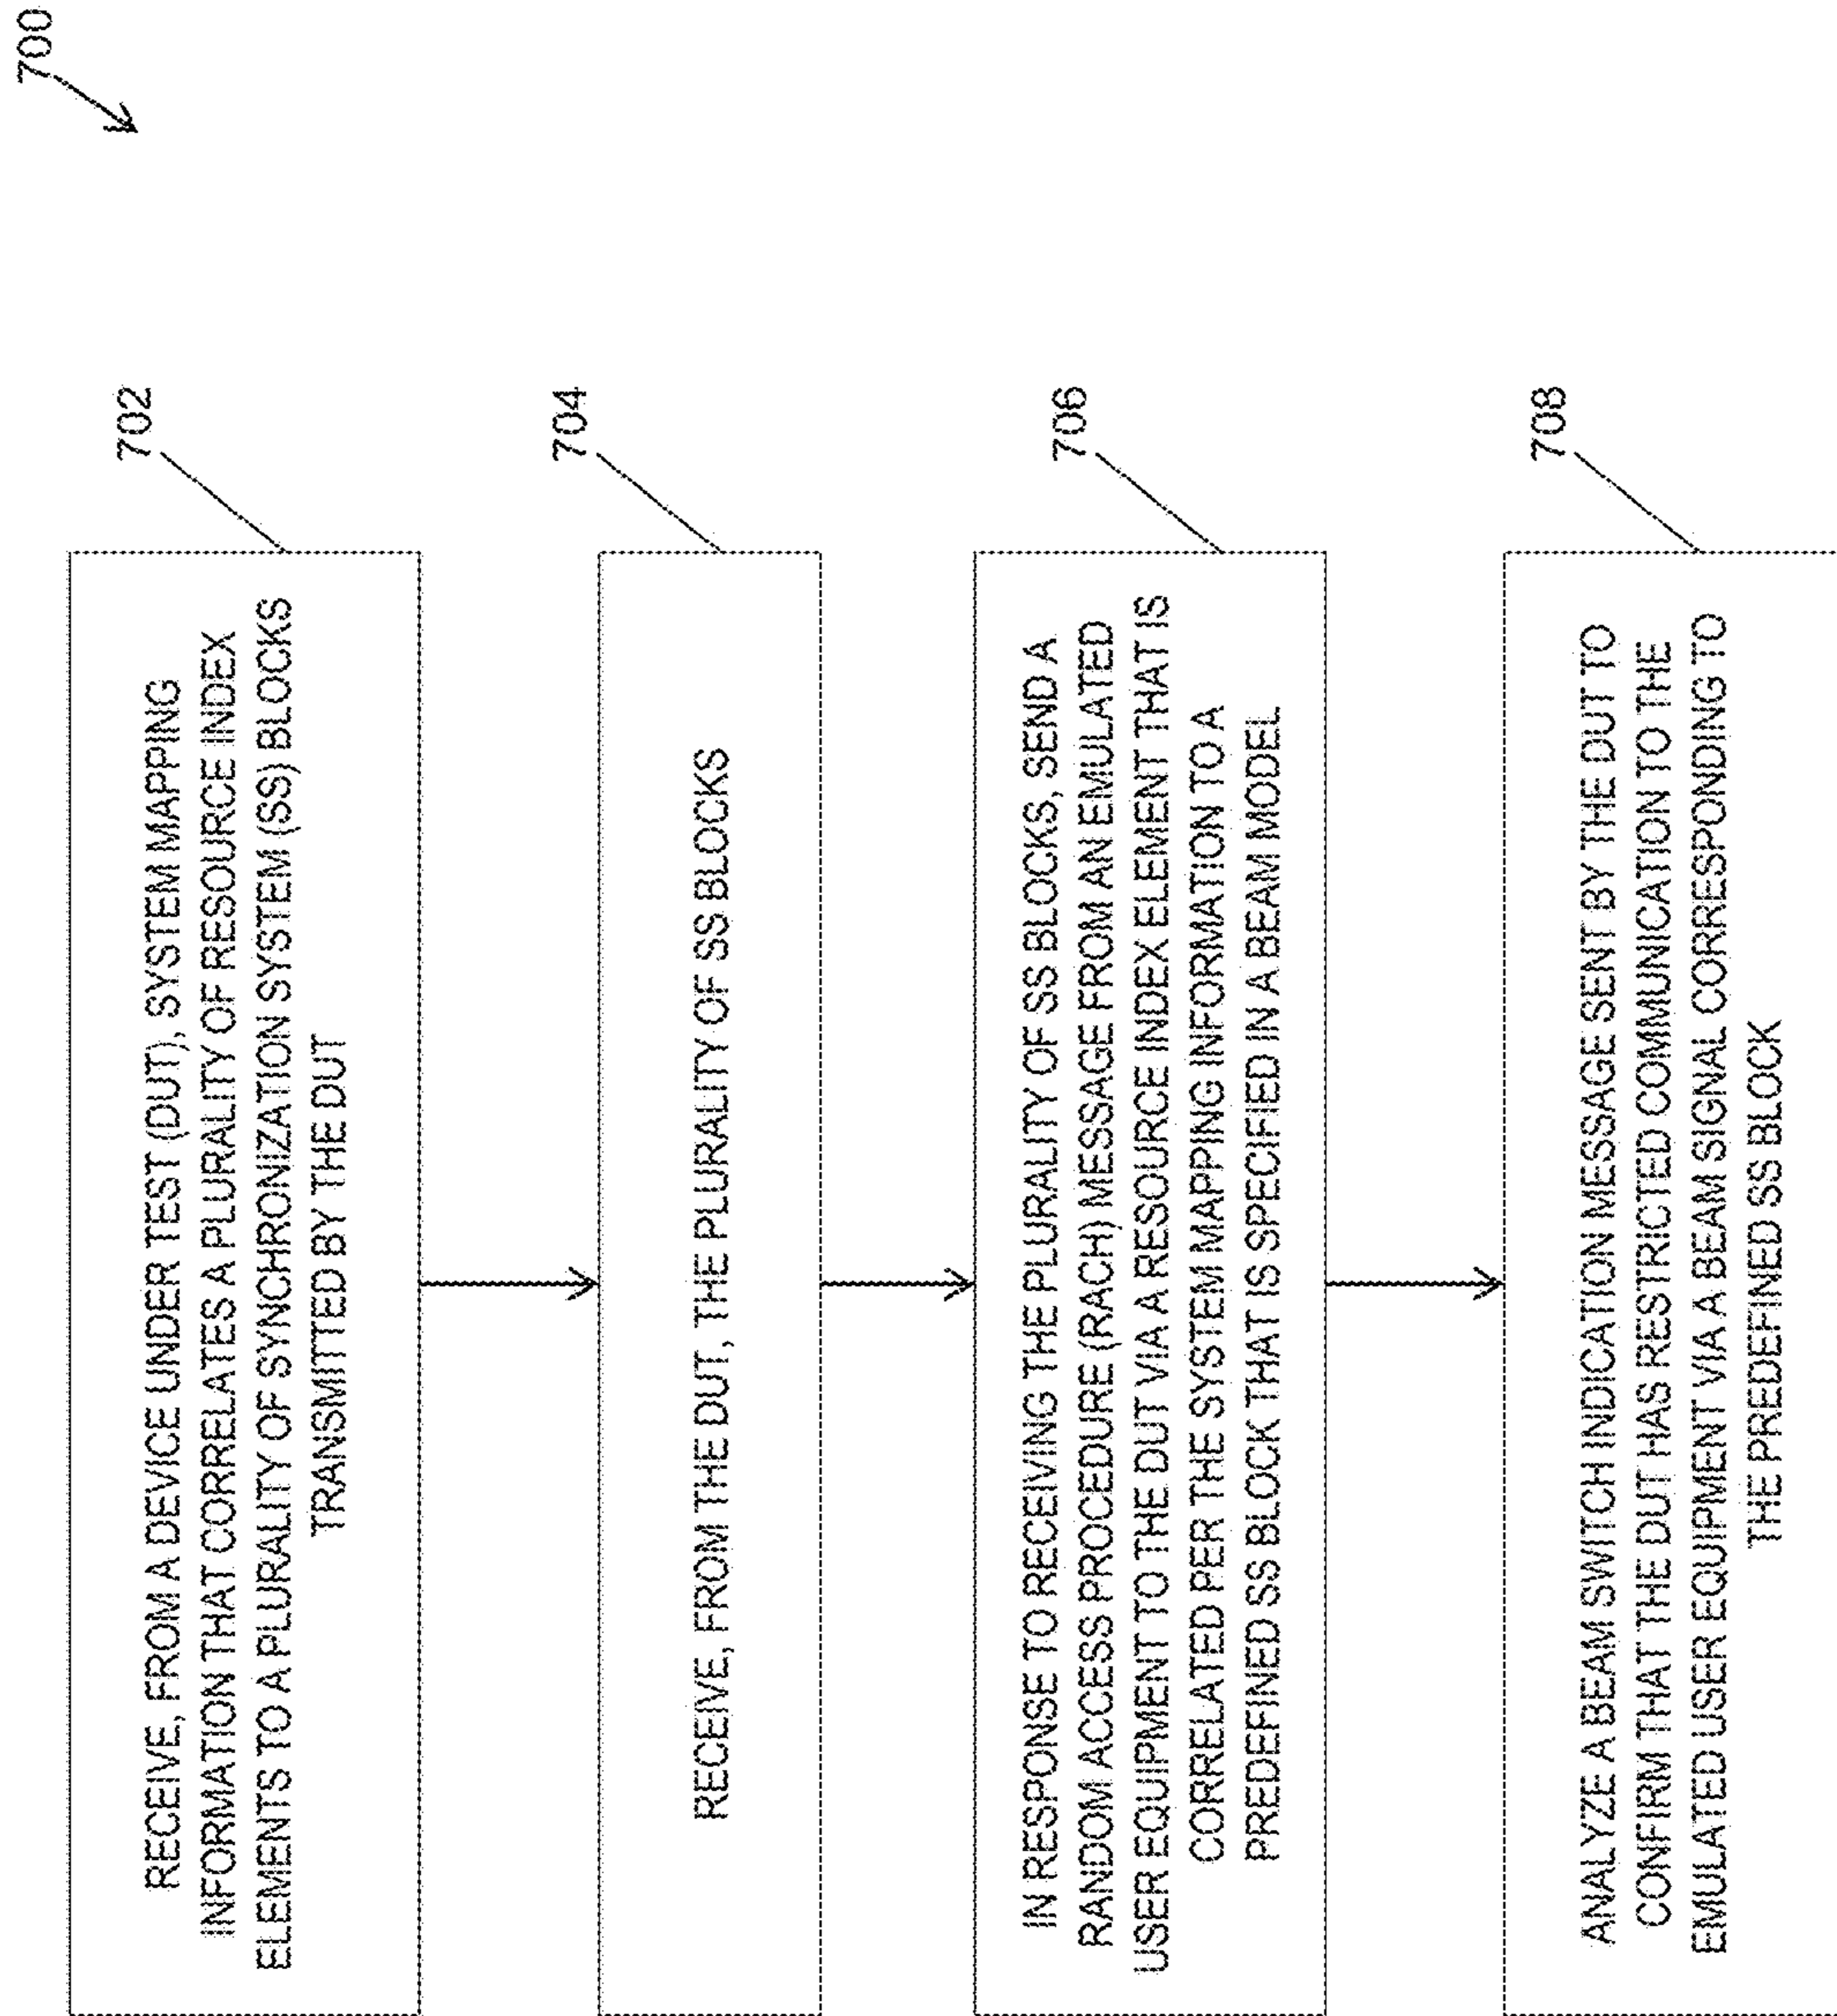 700
702
RECEIVE, FROM A DEVICE UNDER TEST (DUT), SYSTEM MAPPING
INFORMATION THAT CORRELATES A PLURALITY OF RESOURCE INDEX
ELEMENTS TO A PLURALITY OF SYNCHRONIZATION SYSTEM (SS) BLOCKS
TRANSMITTED BY THE DUT
704
RECEIVE, FROM THE DUT, THE PLURALITY OF SS BLOCKS
706
IN RESPONSE TO RECEIVING THE PLURALITY OF SS BLOCKS, SEND A
RANDOM ACCESS PROCEDURE (RACH) MESSAGE FROM AN EMULATED
USER EQUIPMENT TO THE DUT VIA A RESOURCE INDEX ELEMENT THAT IS
CORRELATED PER THE SYSTEM MAPPING INFORMATION TO A
PREDEFINED SS BLOCK THAT IS SPECIFIED IN A BEAM MODEL
708
ANALYZE A BEAM SWITCH INDICATION MESSAGE SENT BY THE DUT TO
CONFIRM THAT THE DUT HAS RESTRICTED COMMUNICATION TO THE
EMULATED USER EQUIPMENT VIA A BEAM SIGNAL CORRESPONDING TO
THE PREDEFINED SS BLOCK